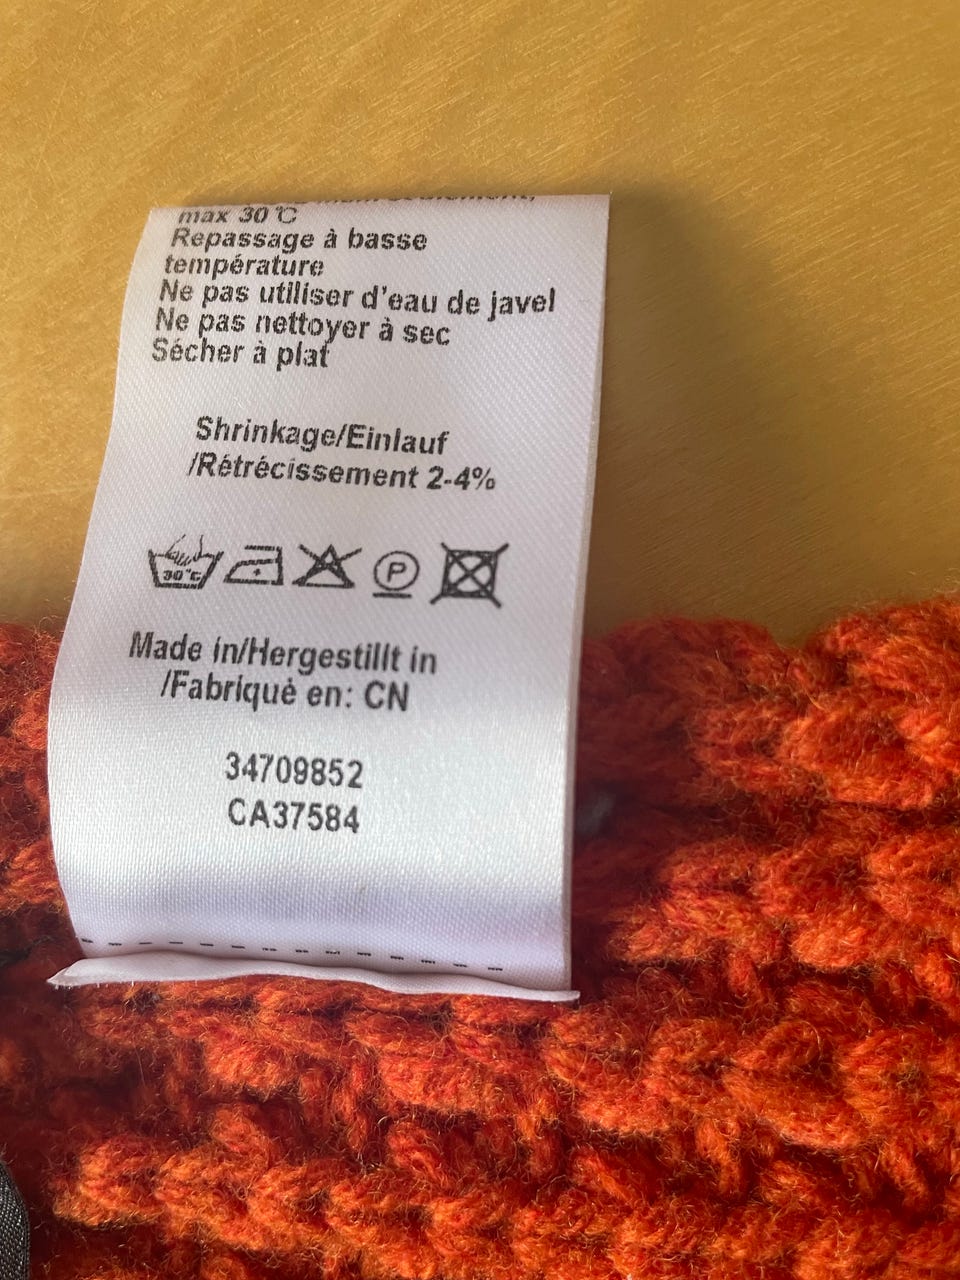 max 30°C
Repassage à basse
température
Ne pas utiliser d'eau de javel
Ne pas nettoyer à sec
Sécher à plat
Shrinkage/Einlauf
/Rétrécissement 2-4%
30°C P
Made in/Hergestillt in
/Fabriqué en: CN
34709852
CA37584